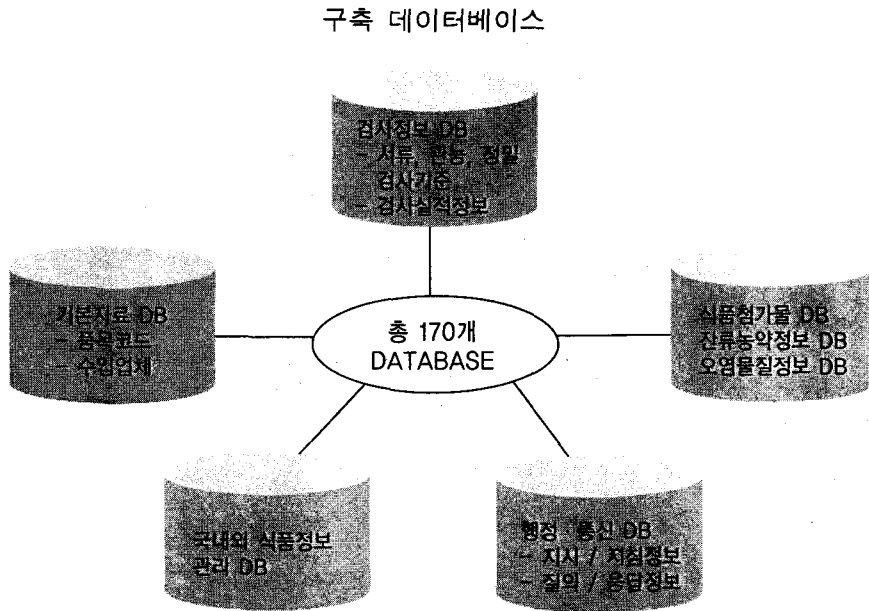 구축 데이터베이스
검사정보 DB
- 서류, 관능, 정밀
검사기준
- 검사실적정보
기본자료 DB
- 품목코드
- 수입업체
총 170개
DATABASE
식품첨가물 DB
잔류농약정보 DB
오염물질정보 DB
국내외 식품정보
관리 DB
행정·통신 DB
- 지시 / 지침정보
- 질의 / 응답정보